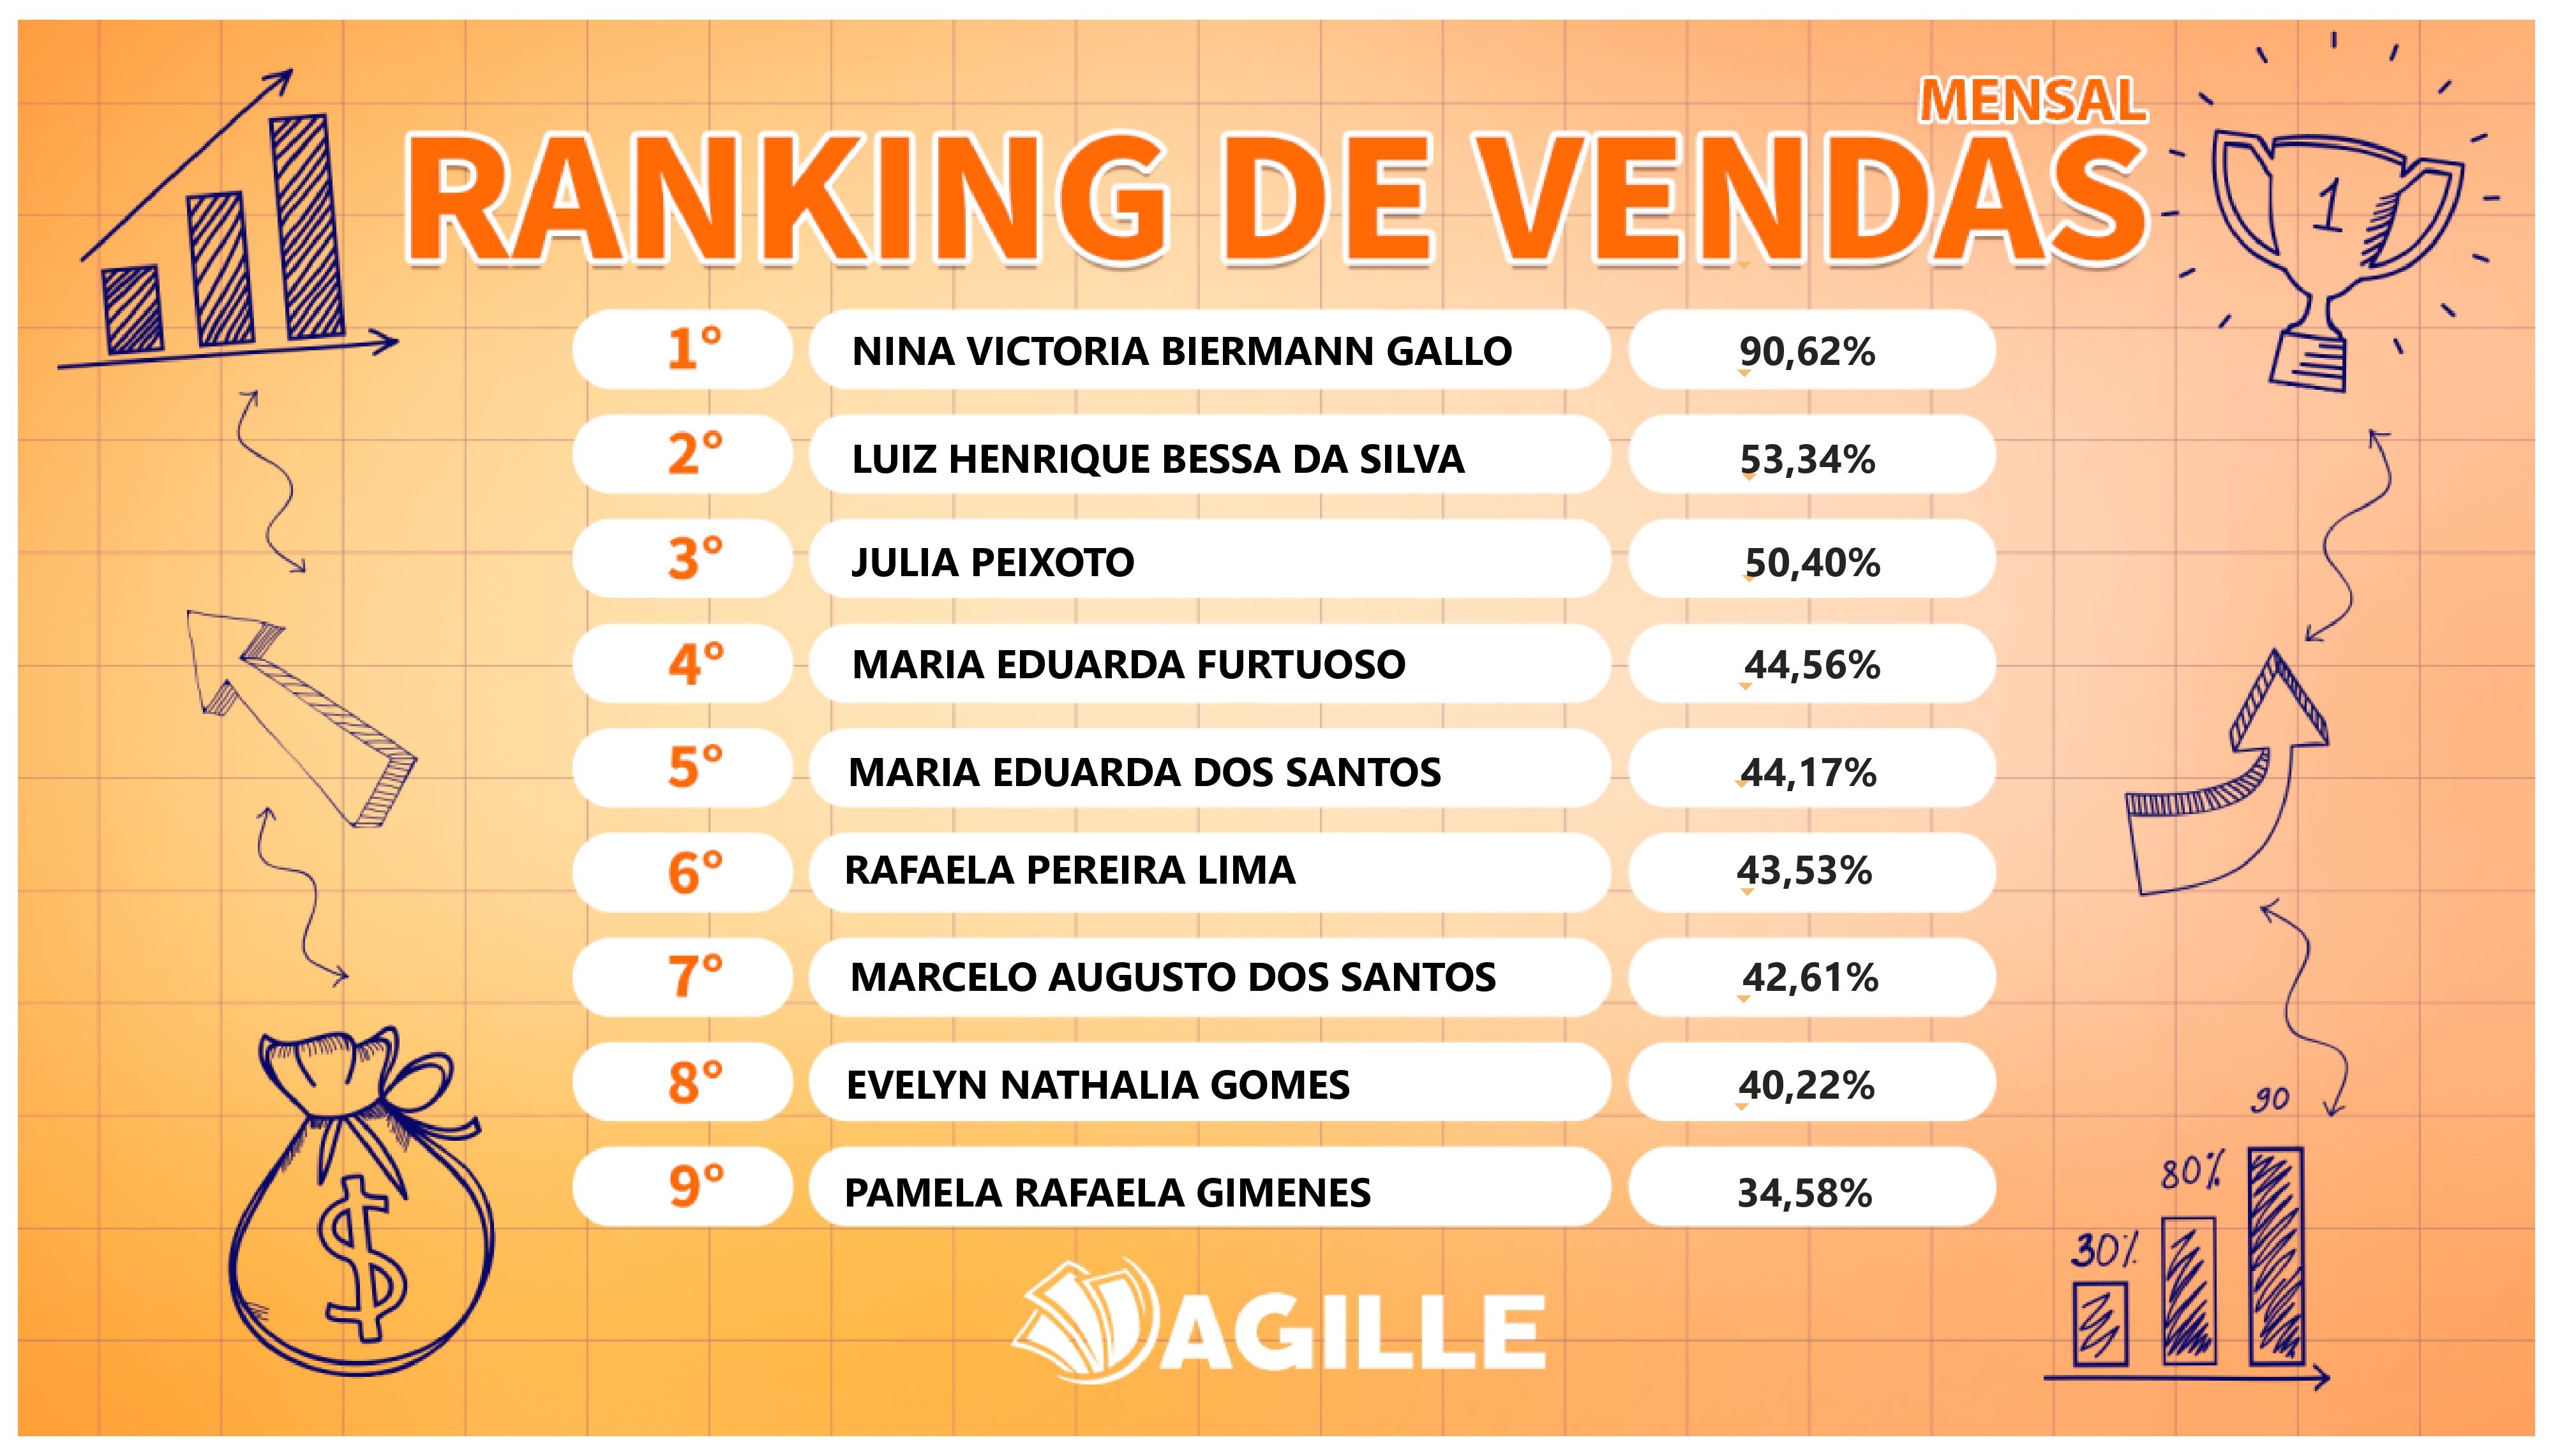 MENSAL
RANKING DE VENDAS
1
1° NINA VICTORIA BIERMANN GALLO 90,62%
2° LUIZ HENRIQUE BESSA DA SILVA 53,34%
3° JULIA PEIXOTO 50,40%
4° MARIA EDUARDA FURTUOSO 44,56%
5° MARIA EDUARDA DOS SANTOS 44,17%
6° RAFAELA PEREIRA LIMA 43,53%
7° MARCELO AUGUSTO DOS SANTOS 42,61%
8° EVELYN NATHALIA GOMES 40,22%
9° PAMELA RAFAELA GIMENES 34,58%
90
80%
30%
$
AGILLE